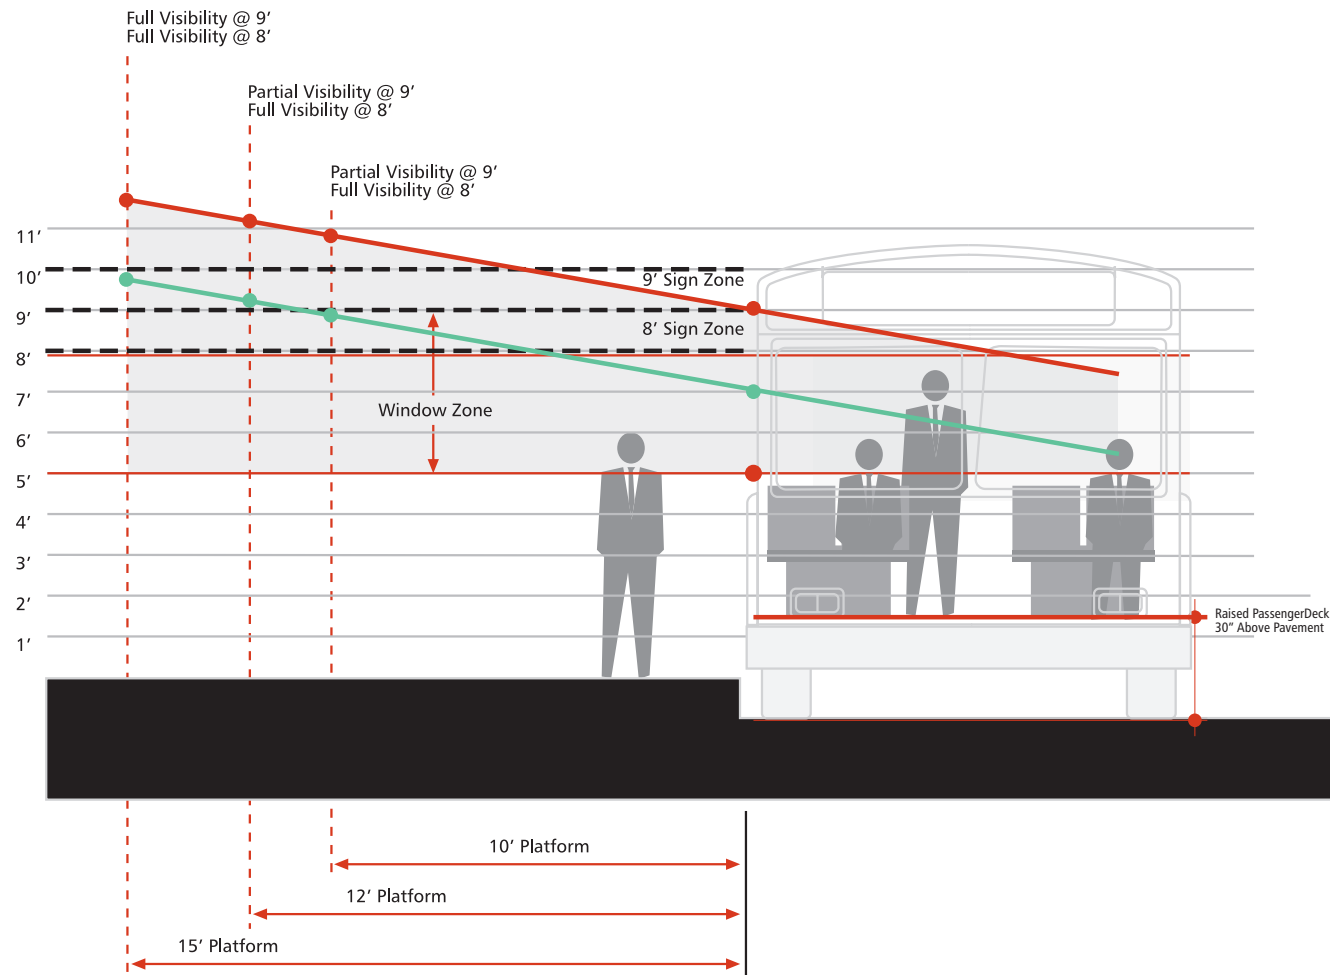 Full Visibility @ 9’
Full Visibility @ 8’
Partial Visibility @ 9’
Full Visibility @ 8’
Partial Visibility @ 9’
Full Visibility @ 8’
11’
10’
9’ Sign Zone
9’
8’ Sign Zone
8’
7’
Window Zone
6’
5’
4’
3’
2’
Raised PassengerDeck
30” Above Pavement
1’
10’ Platform
12’ Platform
15’ Platform